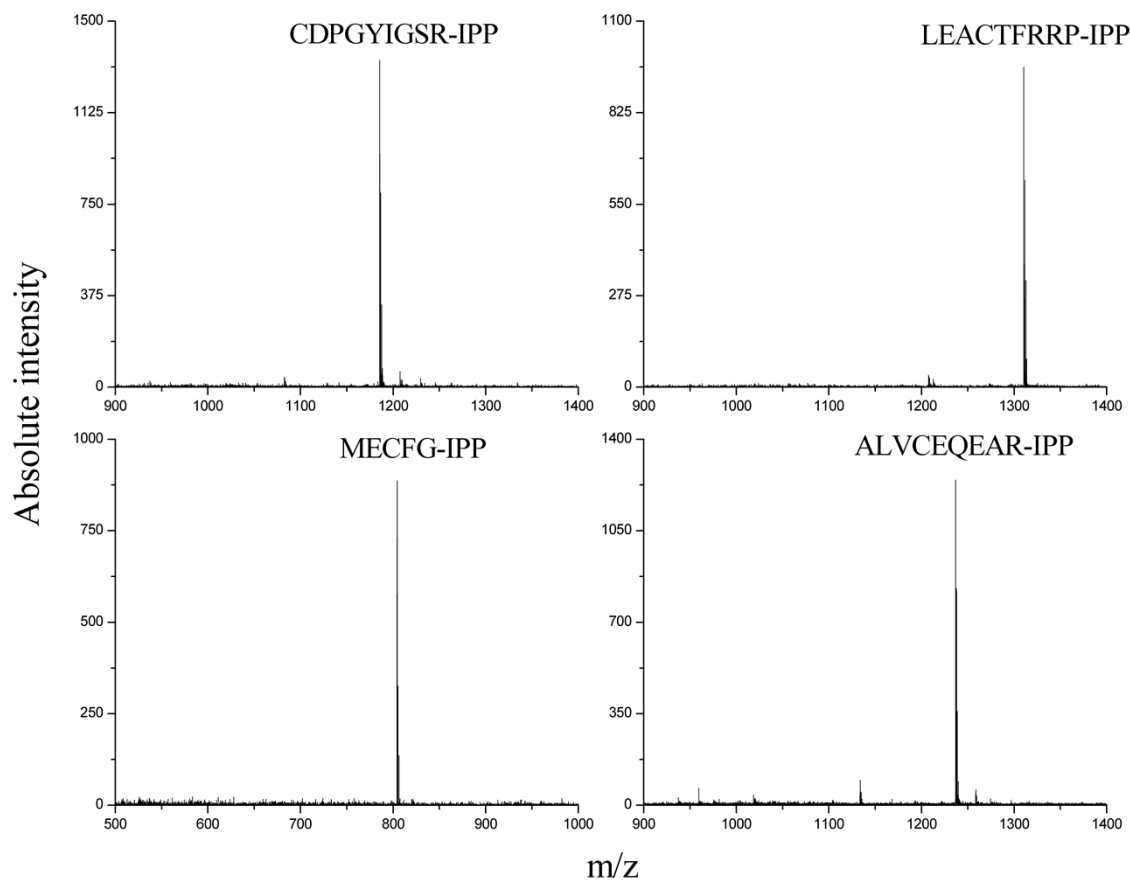 CDPGYIGSR-IPP
1500
1125
750
375
0
900 1000 1100 1200 1300 1400
LEACTFRRP-IPP
1100
825
550
275
0
900 1000 1100 1200 1300 1400
Absolute intensity
MECFG-IPP
1000
750
500
250
0
500 600 700 800 900 1000
ALVCEQEAR-IPP
1400
1050
700
350
0
900 1000 1100 1200 1300 1400
m/z